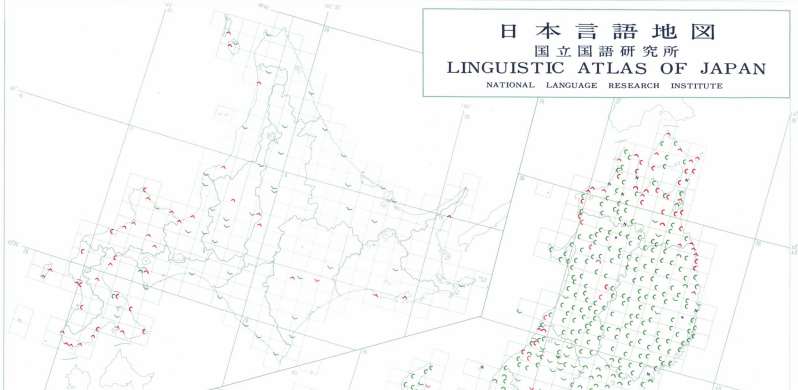 日本言語地図
国立国語研究所
LINGUISTIC ATLAS OF JAPAN
NATIONAL LANGUAGE RESEARCH INSTITUTE